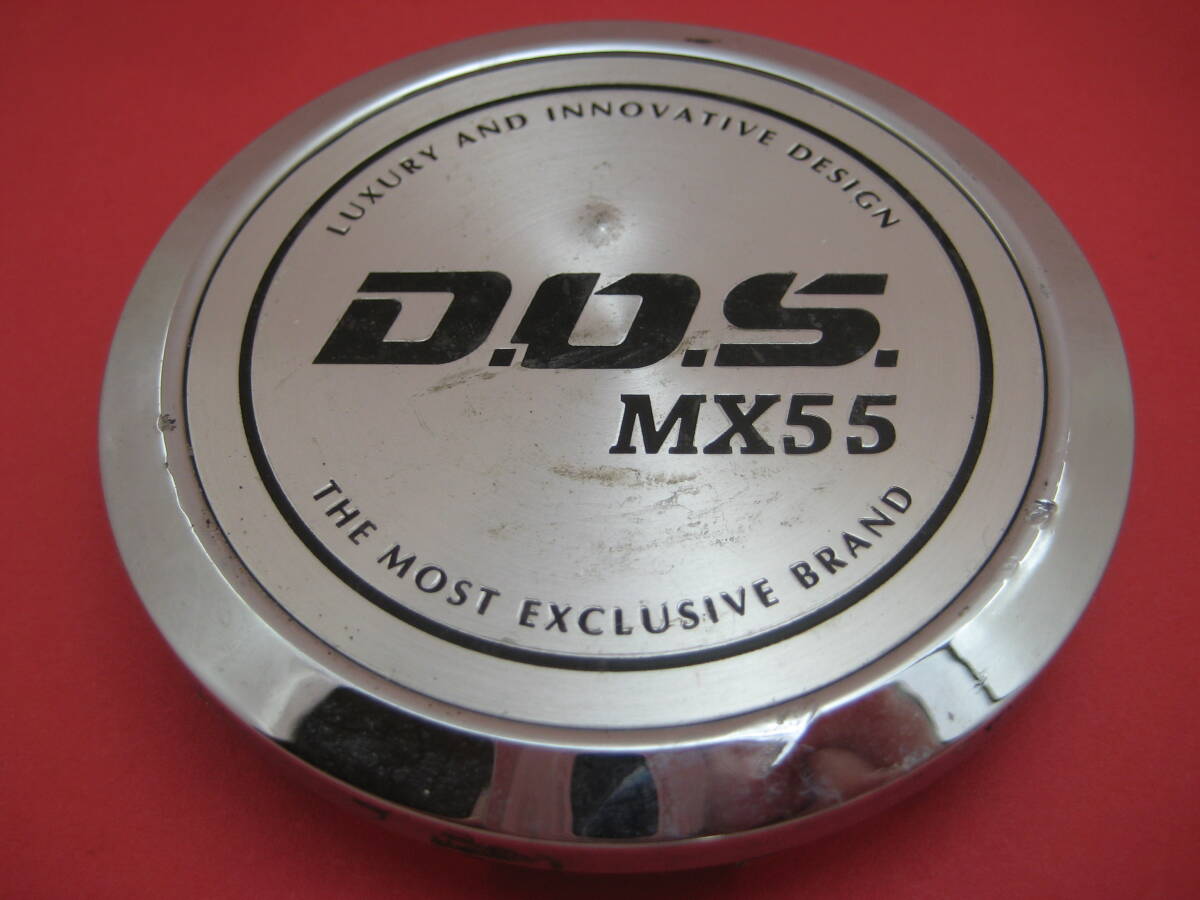 LUXURY AND INNOVATIVE DESIGN
D.O.S.
MX55
THE MOST EXCLUSIVE BRAND